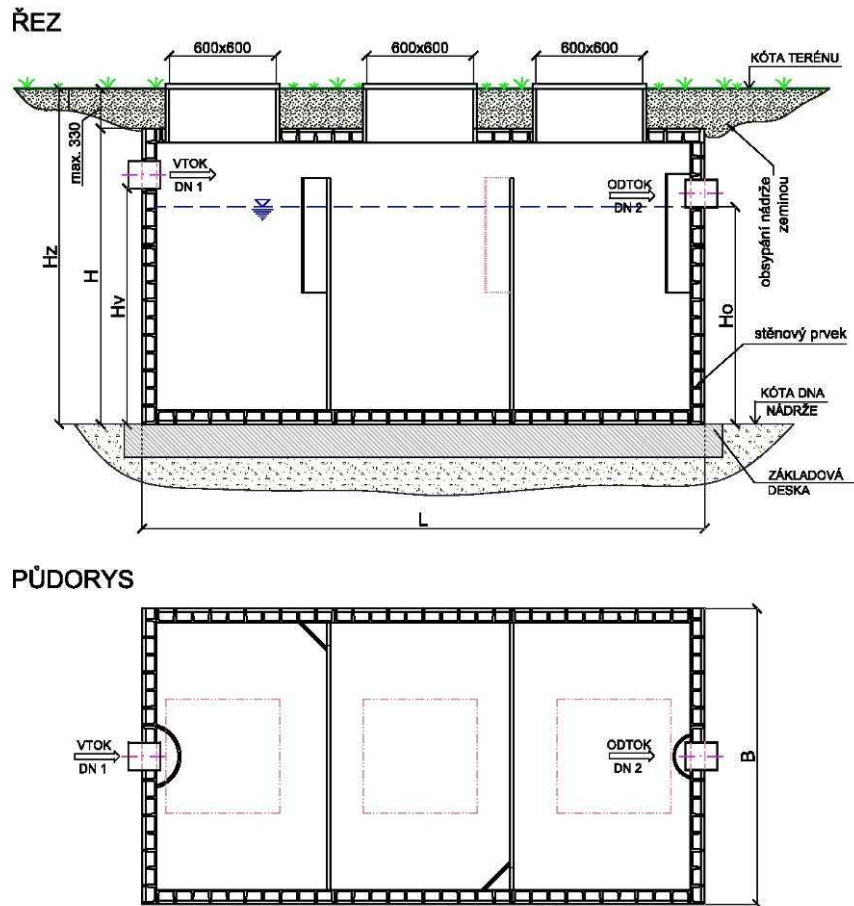 ŘEZ
600x600
600x600
600x600
KÓTA TERÉNU
max. 330
VTOK
DN 1
ODTOK
DN 2
obsypání nádrže
zeminou
Hz
H
Hv
Ho
stěnový prvek
KÓTA DNA
NÁDRŽE
ZÁKLADOVÁ
DESKA
L
PŮDORYS
VTOK
DN 1
ODTOK
DN 2
B